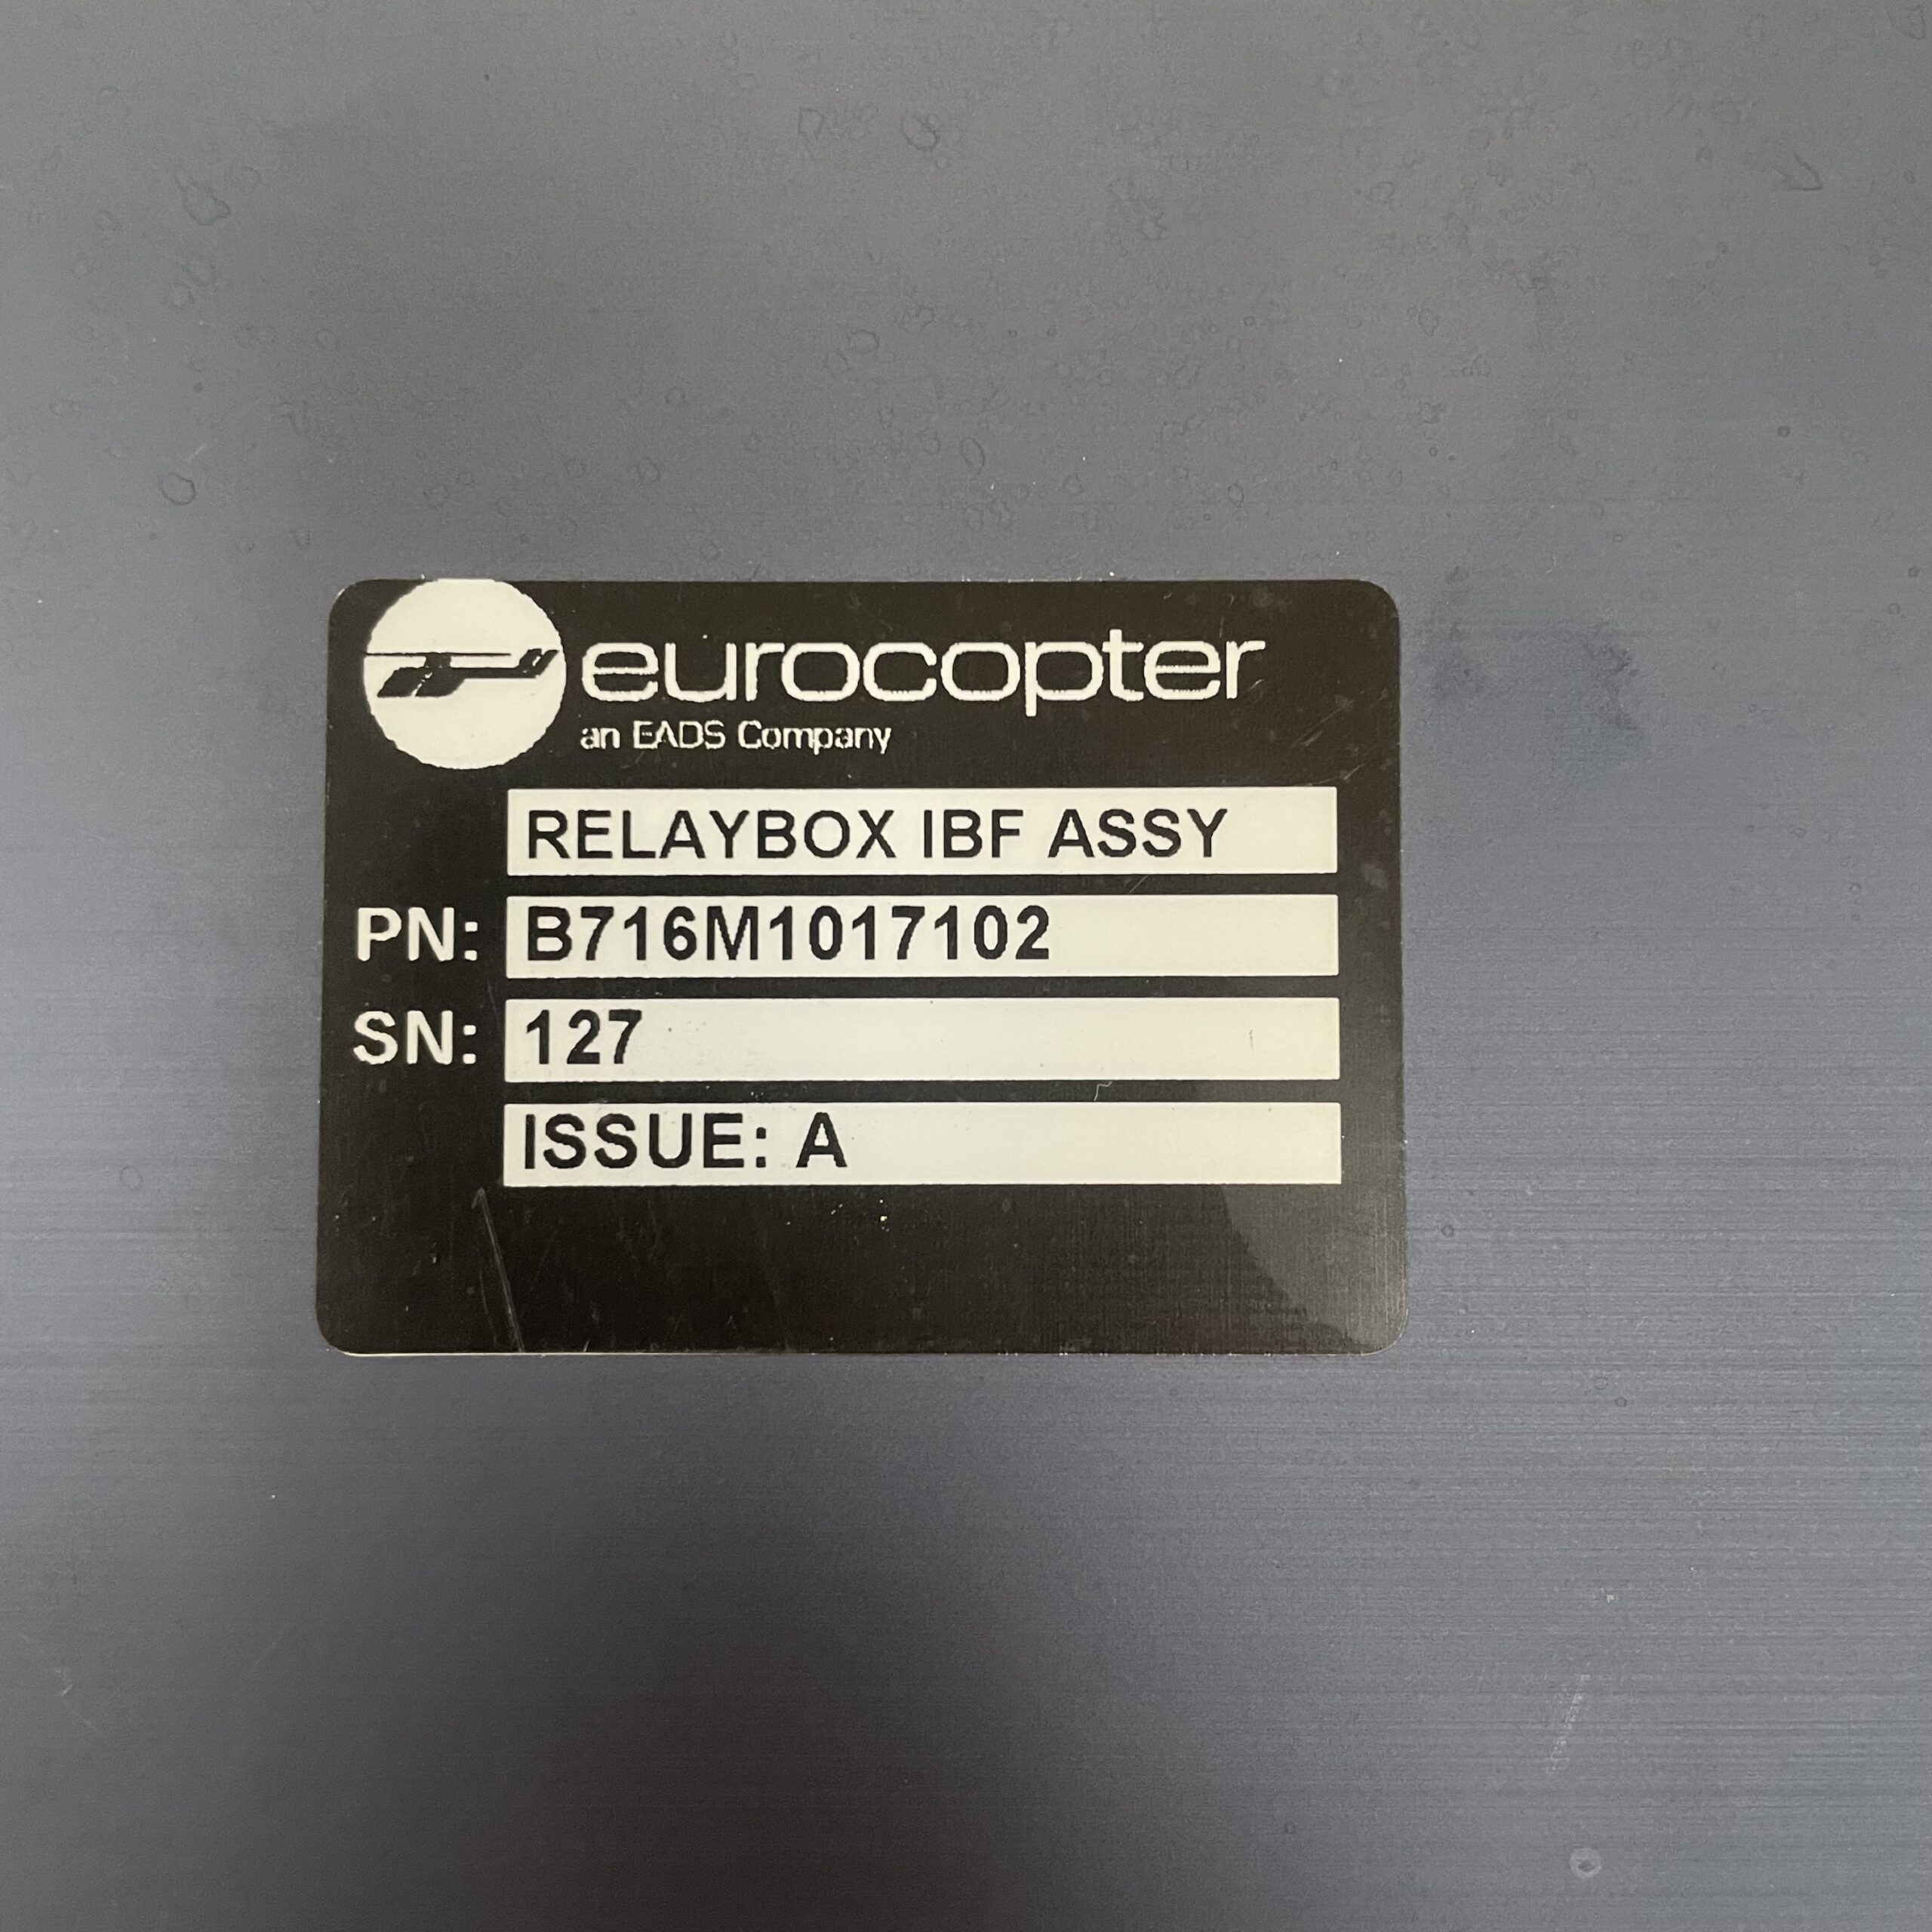 eurocopter
an EADS Company
RELAYBOX IBF ASSY
PN: B716M1017102
SN: 127
ISSUE: A